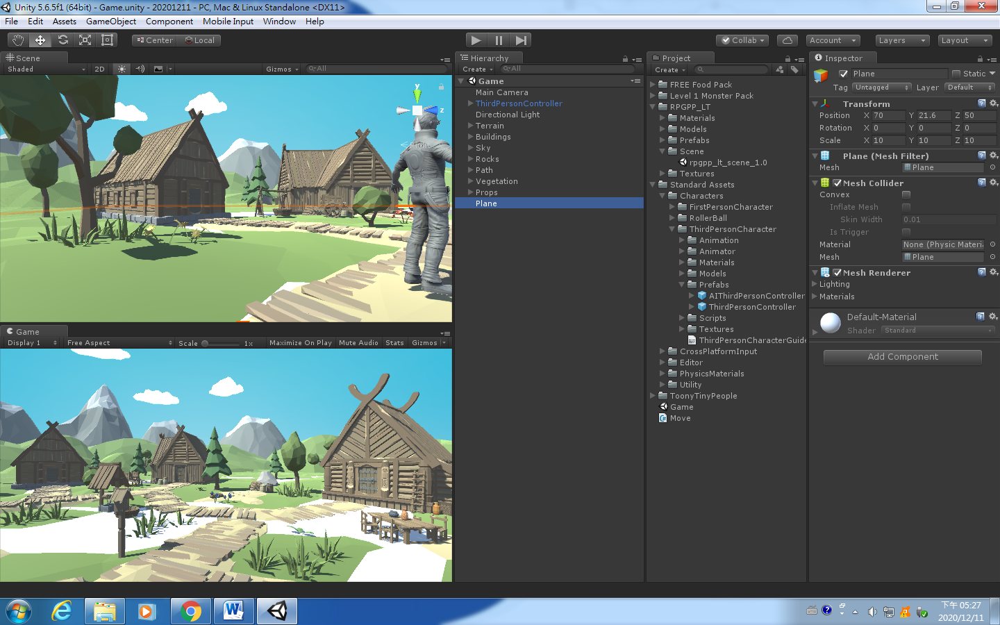 Unity 5.6.5f1 (64bit) - Game.unity - 20201211 - PC, Mac & Linux Standalone <DX11>
File Edit Assets GameObject Component Mobile Input Window Help
Center Local Collab Account Layers Layout
Scene
Shaded 2D Gizmos All
y
z
Game
Display 1 Free Aspect Scale 1x Maximize On Play Mute Audio Stats Gizmos
Hierarchy
Create All
Game
Main Camera
ThirdPersonController
Directional Light
Terrain
Buildings
Sky
Rocks
Path
Vegetation
Props
Plane
Project
Create
FREE Food Pack
Level 1 Monster Pack
RPGPP_LT
Materials
Models
Prefabs
Scene
rpgpp_lt_scene_1.0
Textures
Standard Assets
Characters
FirstPersonCharacter
RollerBall
ThirdPersonCharacter
Animation
Animator
Materials
Models
Prefabs
AIThirdPersonController
ThirdPersonController
Scripts
Textures
ThirdPersonCharacterGuide
CrossPlatformInput
Editor
PhysicsMaterials
Utility
ToonyTinyPeople
Game
Move
Inspector
Plane Static
Tag Untagged Layer Default
Transform
Position X 70 Y 21.6 Z 50
Rotation X 0 Y 0 Z 0
Scale X 10 Y 10 Z 10
Plane (Mesh Filter)
Mesh Plane
Mesh Collider
Convex
Inflate Mesh
Skin Width 0.01
Is Trigger
Material None (Physic Materi
Mesh Plane
Mesh Renderer
Lighting
Materials
Default-Material
Shader Standard
Add Component
下午 05:27
2020/12/11